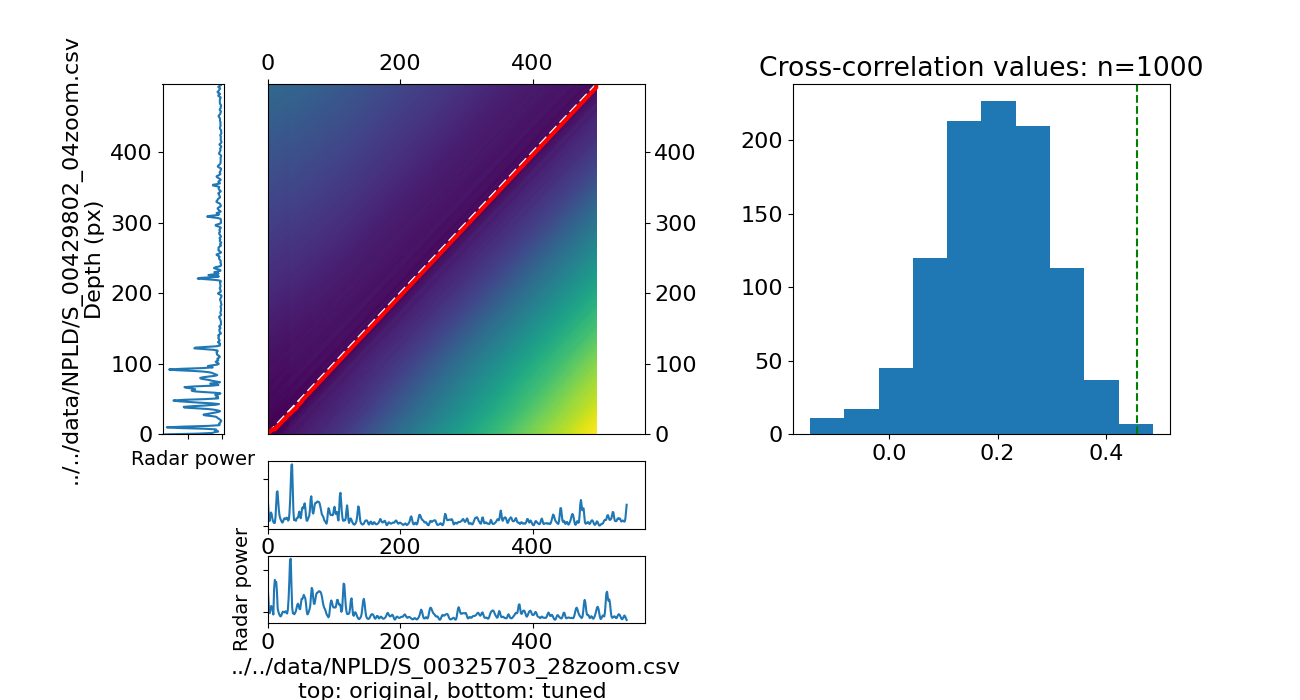 0 200 400
Cross-correlation values: n=1000
../../data/NPLD/S_00429802_04zoom.csv
Depth (px)
400
300
200
100
0
Radar power
400
300
200
100
0
200
150
100
50
0
0.0 0.2 0.4
0 200 400
Radar power
0 200 400
../../data/NPLD/S_00325703_28zoom.csv
top: original, bottom: tuned